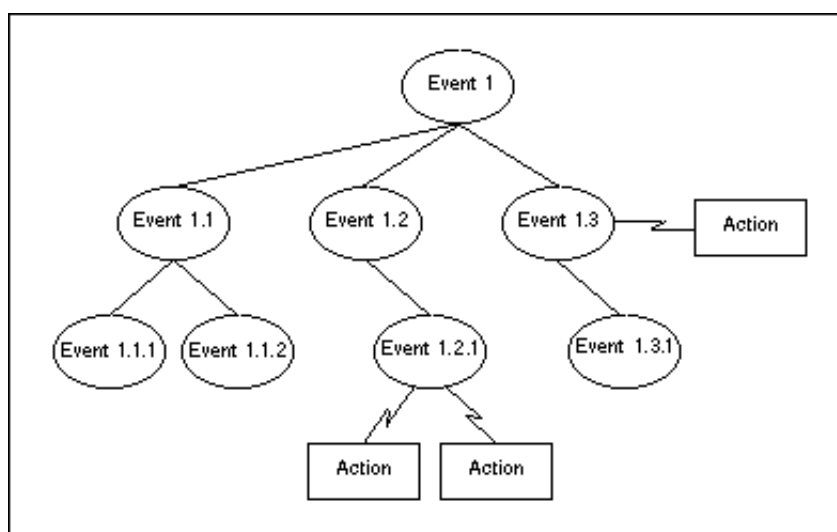 Event 1
Event 1.1
Event 1.2
Event 1.3
Action
Event 1.1.1
Event 1.1.2
Event 1.2.1
Event 1.3.1
Action
Action